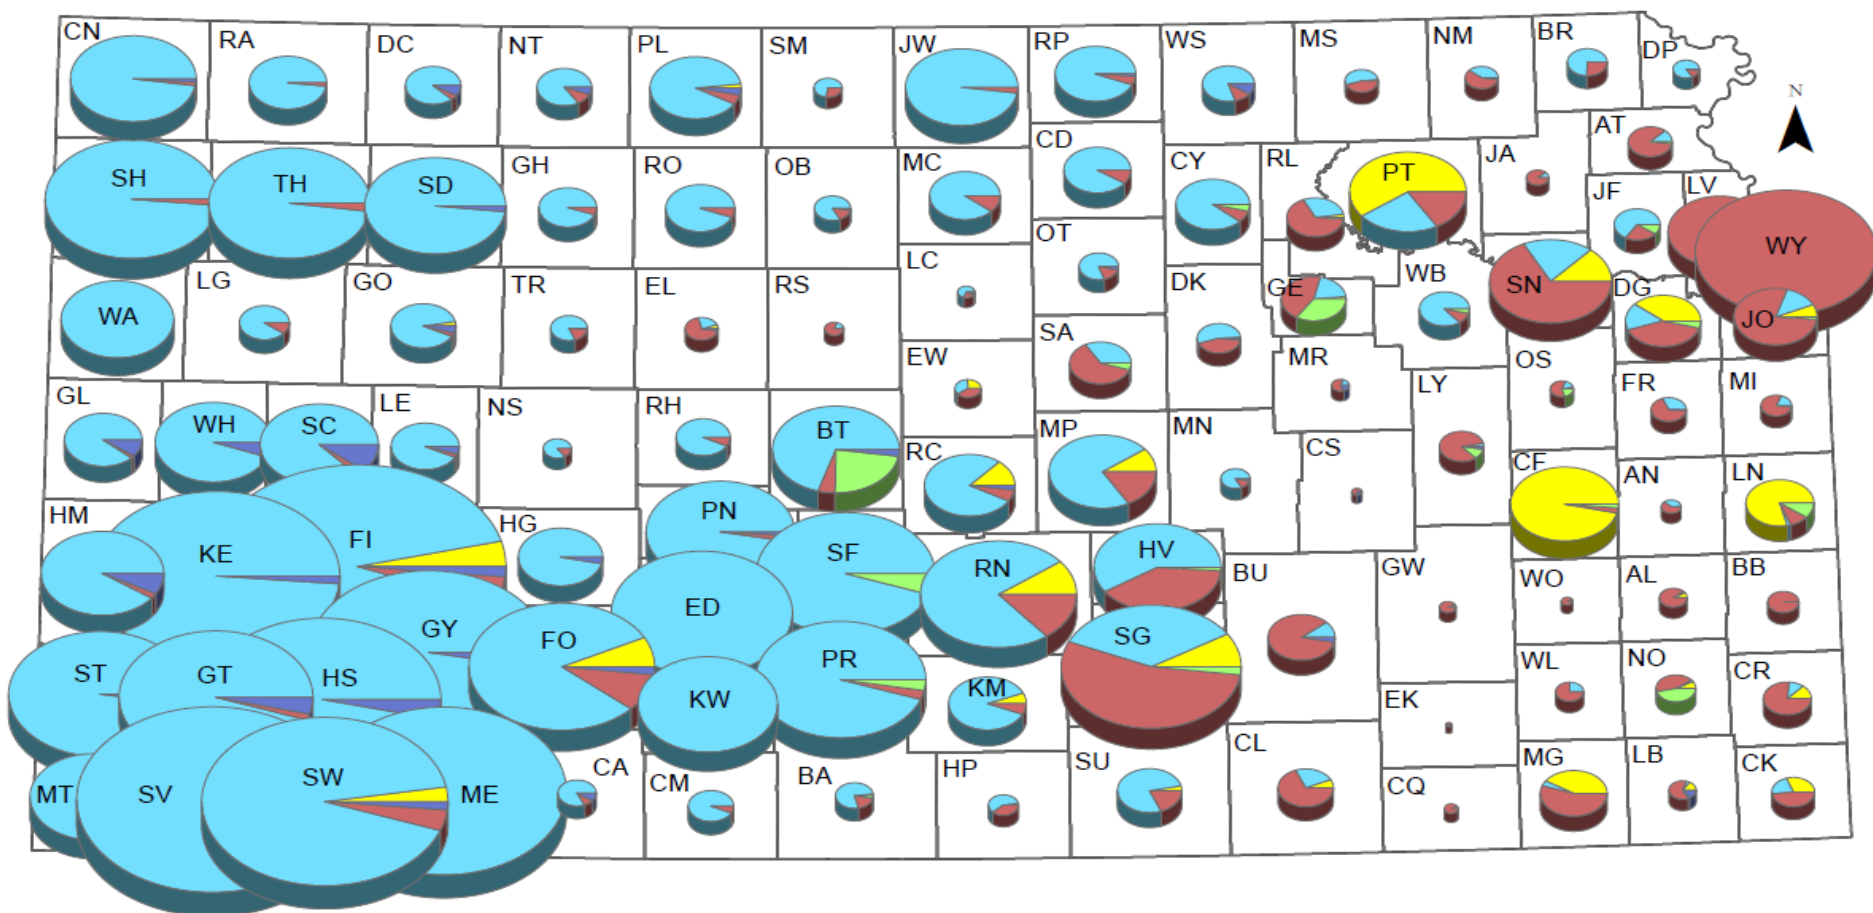 CN
RA
DC
NT
PL
SM
JW
RP
WS
MS
NM
BR
DP
N
SH
TH
SD
GH
RO
OB
MC
CD
CY
RL
PT
JA
AT
JF
LV
WY
WA
LG
GO
TR
EL
RS
LC
OT
DK
GE
WB
SN
DG
JO
SA
EW
MR
LY
OS
FR
MI
GL
WH
SC
LE
NS
RH
BT
RC
MP
MN
CS
CF
AN
LN
HM
KE
FI
HG
PN
SF
RN
HV
BU
GW
WO
AL
BB
ST
GT
HS
GY
FO
ED
KW
PR
KM
SG
EK
WL
NO
CR
MT
SV
SW
ME
CA
CM
BA
HP
SU
CL
CQ
MG
LB
CK